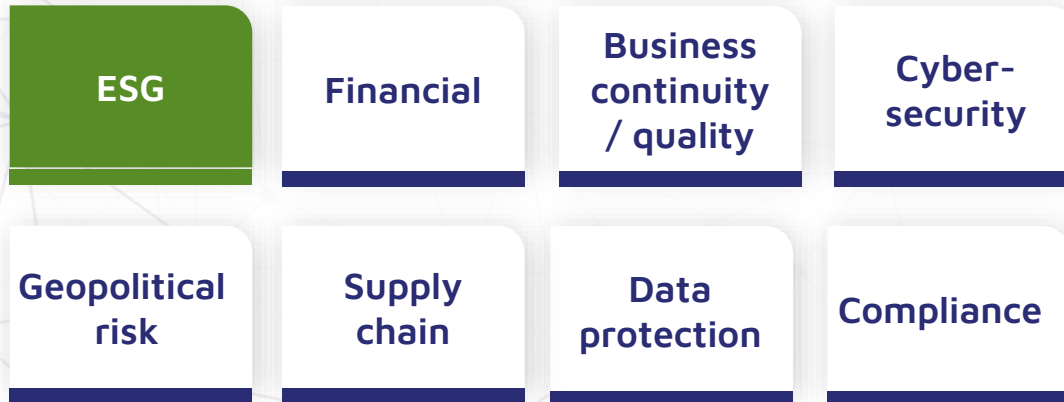 ESG
Financial
Business
continuity
/ quality
Cyber-
security
Geopolitical
risk
Supply
chain
Data
protection
Compliance